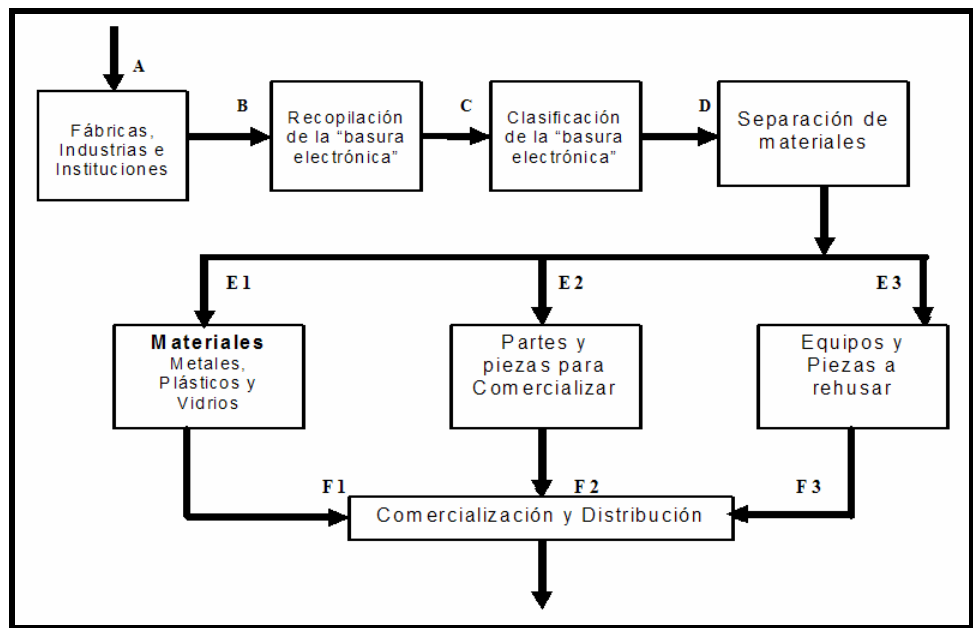 A
B
C
D
Fábricas,
Industrias e
Instituciones
Recopilación
de la “basura
electrónica”
Clasificación
de la “basura
electrónica”
Separación de
materiales
E 1
E 2
E 3
Materiales
Metales,
Plásticos y
Vidrios
Partes y
piezas para
Comercializar
Equipos y
Piezas a
rehusar
F 1
F 2
F 3
Comercialización y Distribución